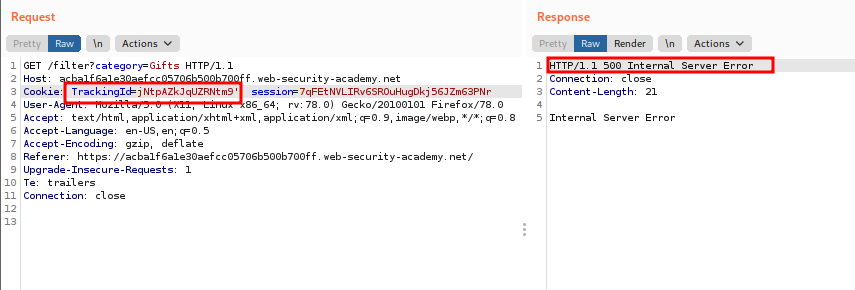 Request
Response
Pretty Raw \n Actions
Pretty Raw Render \n Actions
1 GET /filter?category=Gifts HTTP/1.1
2 Host: acba1f6a1e30aefcc05706b500b700ff.web-security-academy.net
3 Cookie: TrackingId=jNtpAZkJqUZRNtm9' session=7qFEtNVLIRv6SROuHugDkj56JZm63PNr
4 User-Agent: Mozilla/5.0 (X11; Linux x86_64; rv:78.0) Gecko/20100101 Firefox/78.0
5 Accept: text/html,application/xhtml+xml,application/xml;q=0.9,image/webp,*/*;q=0.8
6 Accept-Language: en-US,en;q=0.5
7 Accept-Encoding: gzip, deflate
8 Referer: https://acba1f6a1e30aefcc05706b500b700ff.web-security-academy.net/
9 Upgrade-Insecure-Requests: 1
10 Te: trailers
11 Connection: close
12
13
1 HTTP/1.1 500 Internal Server Error
2 Connection: close
3 Content-Length: 21
4
5 Internal Server Error